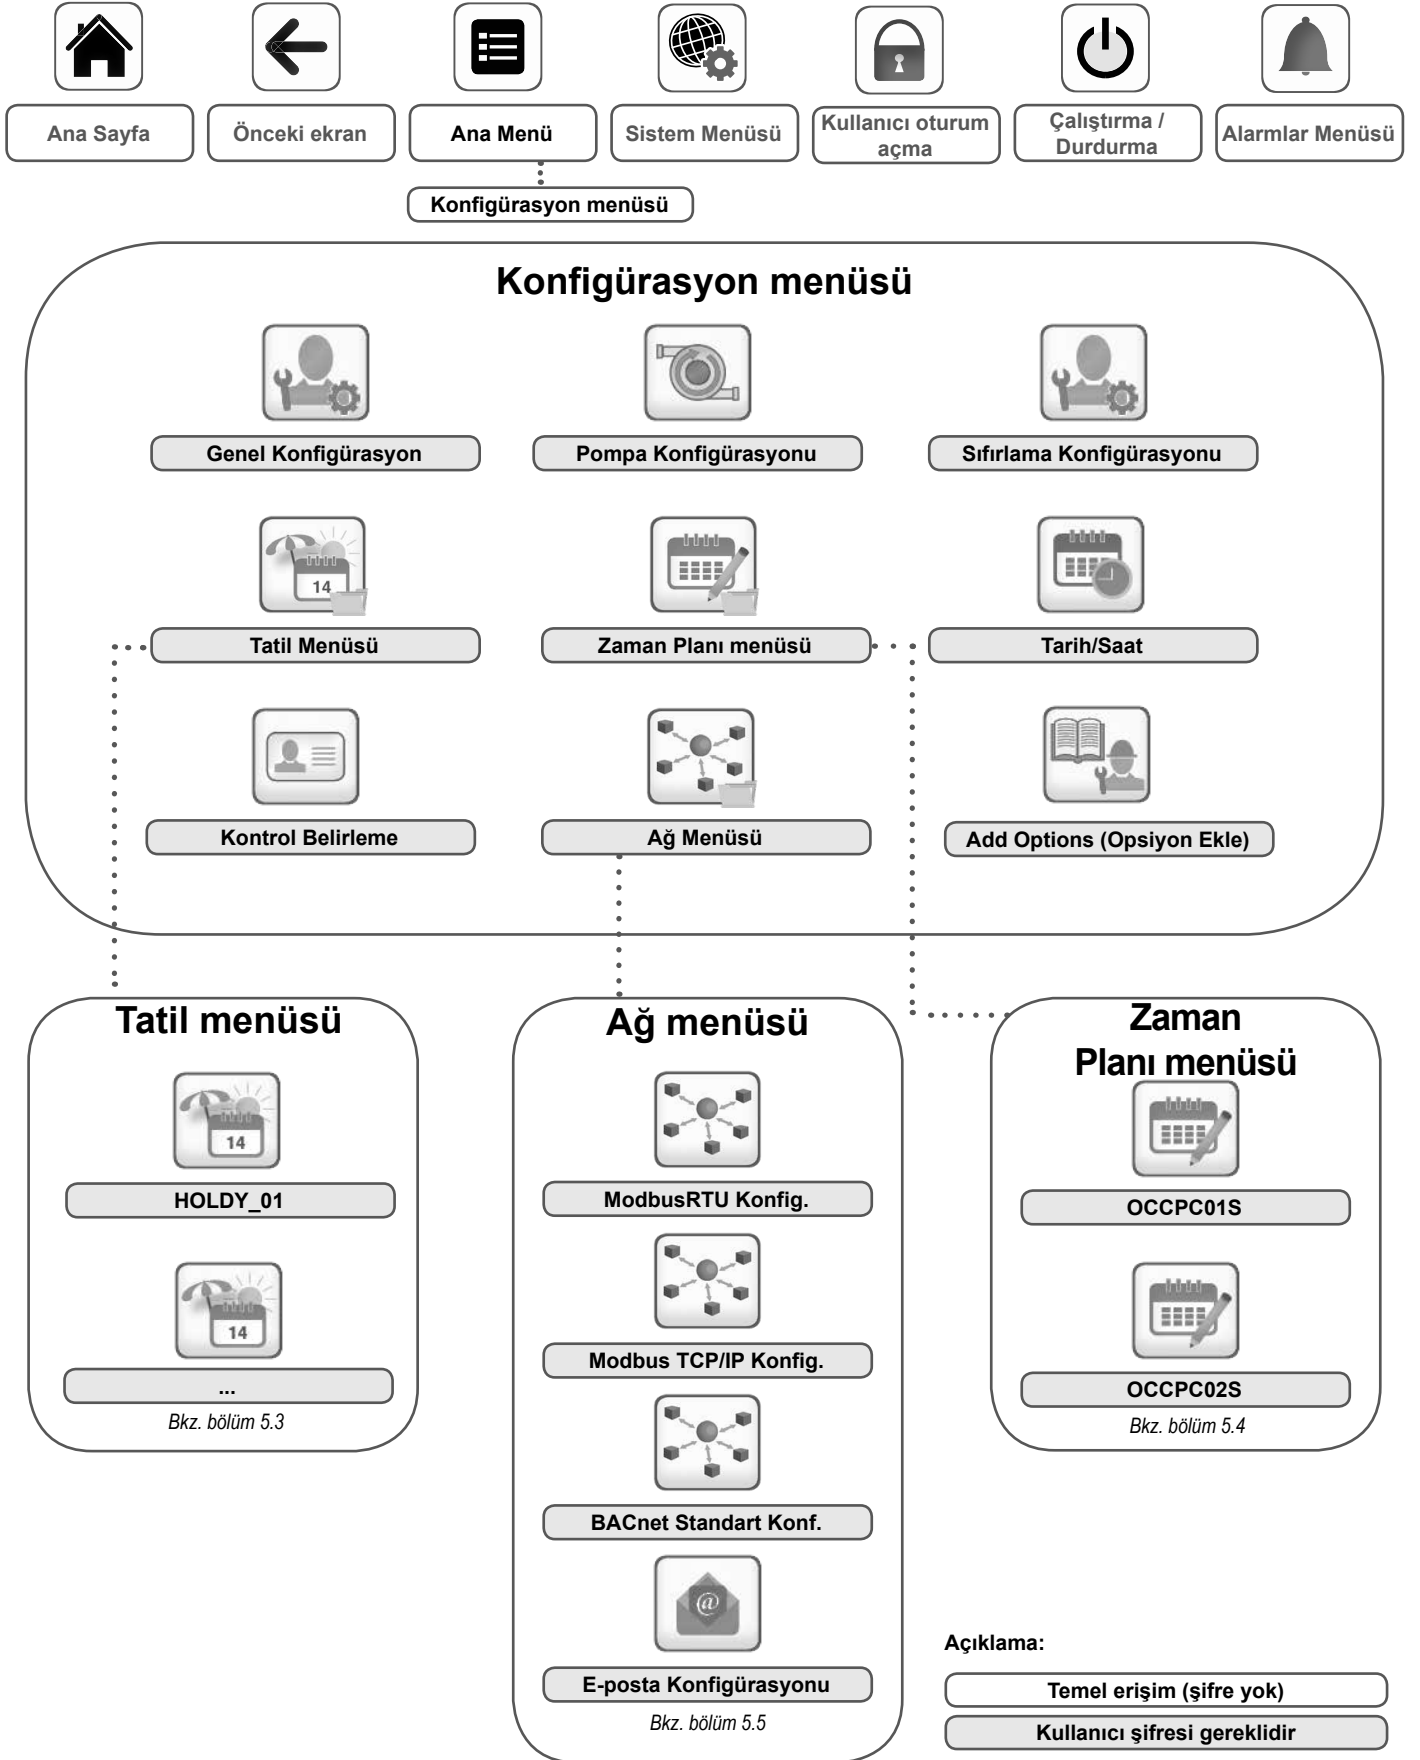 Ana Sayfa
Önceki ekran
Ana Menü
Sistem Menüsü
Kullanıcı oturum
açma
Çalıştırma /
Durdurma
Alarmlar Menüsü
Konfigürasyon menüsü
Konfigürasyon menüsü
Genel Konfigürasyon
Pompa Konfigürasyonu
Sıfırlama Konfigürasyonu
14
Tatil Menüsü
Zaman Planı menüsü
Tarih/Saat
Kontrol Belirleme
Ağ Menüsü
Add Options (Opsiyon Ekle)
Tatil menüsü
14
HOLDY_01
14
...
Bkz. bölüm 5.3
Ağ menüsü
ModbusRTU Konfig.
Modbus TCP/IP Konfig.
BACnet Standart Konf.
@
E-posta Konfigürasyonu
Bkz. bölüm 5.5
Zaman
Planı menüsü
OCCPC01S
OCCPC02S
Bkz. bölüm 5.4
Açıklama:
Temel erişim (şifre yok)
Kullanıcı şifresi gereklidir